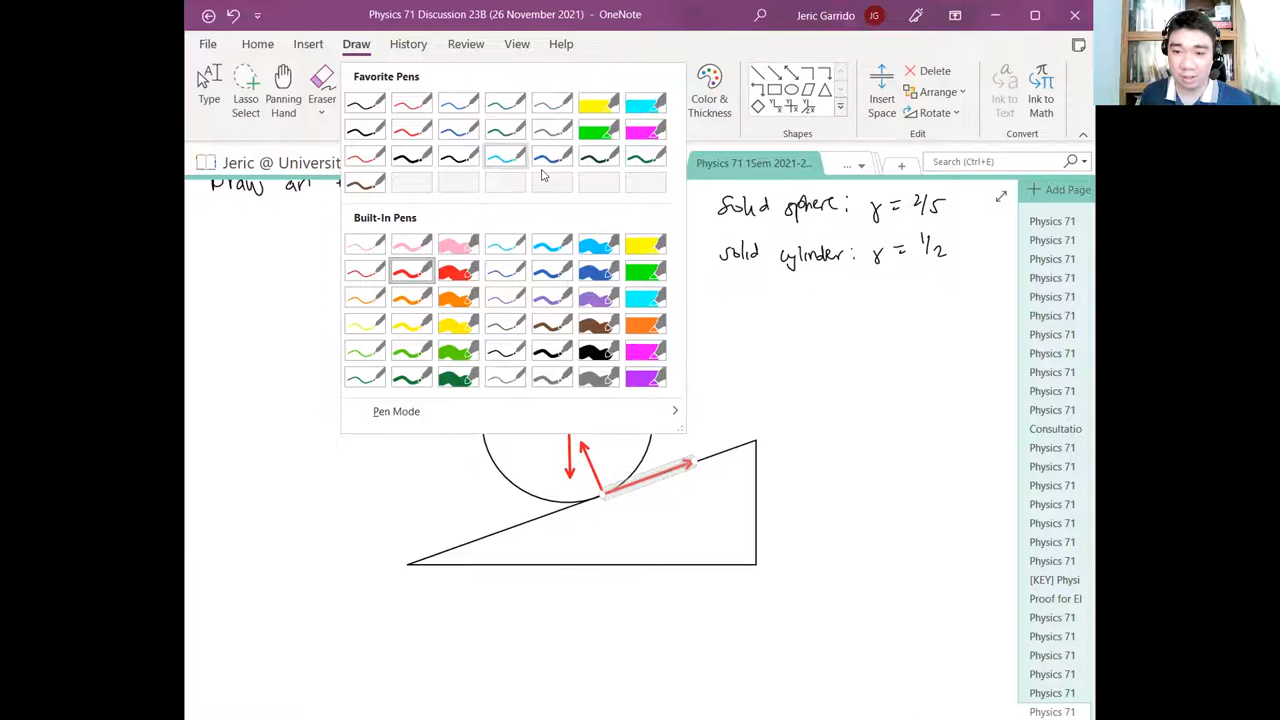 Physics 71 Discussion 23B (26 November 2021) - OneNote
Jeric Garrido
JG
File
Home
Insert
Draw
History
Review
View
Help
Type
Lasso Select
Panning Hand
Eraser
Favorite Pens
Built-In Pens
Pen Mode
Color & Thickness
Shapes
Insert Space
Delete
Arrange
Rotate
Edit
Ink to Text
Ink to Math
Convert
Jeric @ Universit
Physics 71 1Sem 2021-2
...
Search (Ctrl+E)
Draw an
solid sphere: γ = 2/5
solid cylinder: γ = 1/2
Add Page
Physics 71
Physics 71
Physics 71
Physics 71
Physics 71
Physics 71
Physics 71
Physics 71
Physics 71
Physics 71
Physics 71
Consultatio
Physics 71
Physics 71
Physics 71
Physics 71
Physics 71
Physics 71
Physics 71
[KEY] Physi
Proof for El
Physics 71
Physics 71
Physics 71
Physics 71
Physics 71
Physics 71